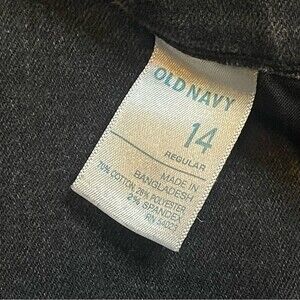 OLD NAVY
14
REGULAR
MADE IN
BANGLADESH
70% COTTON, 28% POLYESTER
2% SPANDEX
RN 54023